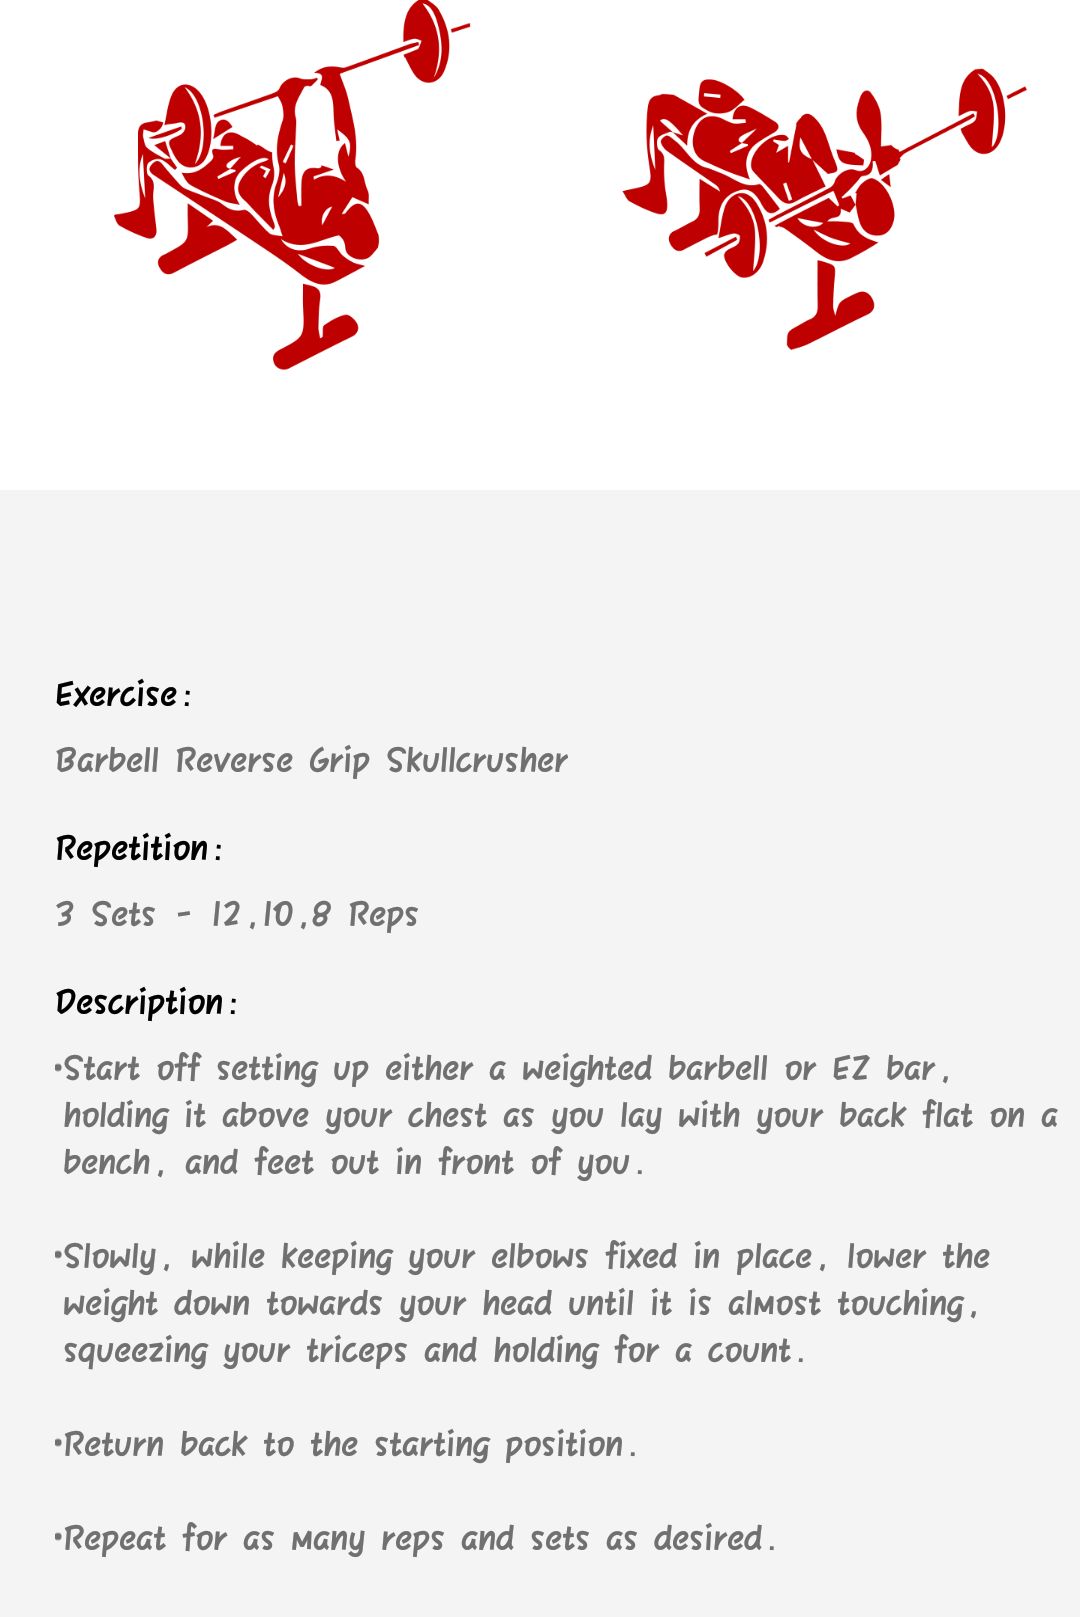 Exercise:
Barbell Reverse Grip Skullcrusher
Repetition:
3 Sets - 12,10,8 Reps
Description:
•Start off setting up either a weighted barbell or EZ bar,
holding it above your chest as you lay with your back flat on a
bench, and feet out in front of you.
•Slowly, while keeping your elbows fixed in place, lower the
weight down towards your head until it is almost touching,
squeezing your triceps and holding for a count.
•Return back to the starting position.
•Repeat for as many reps and sets as desired.